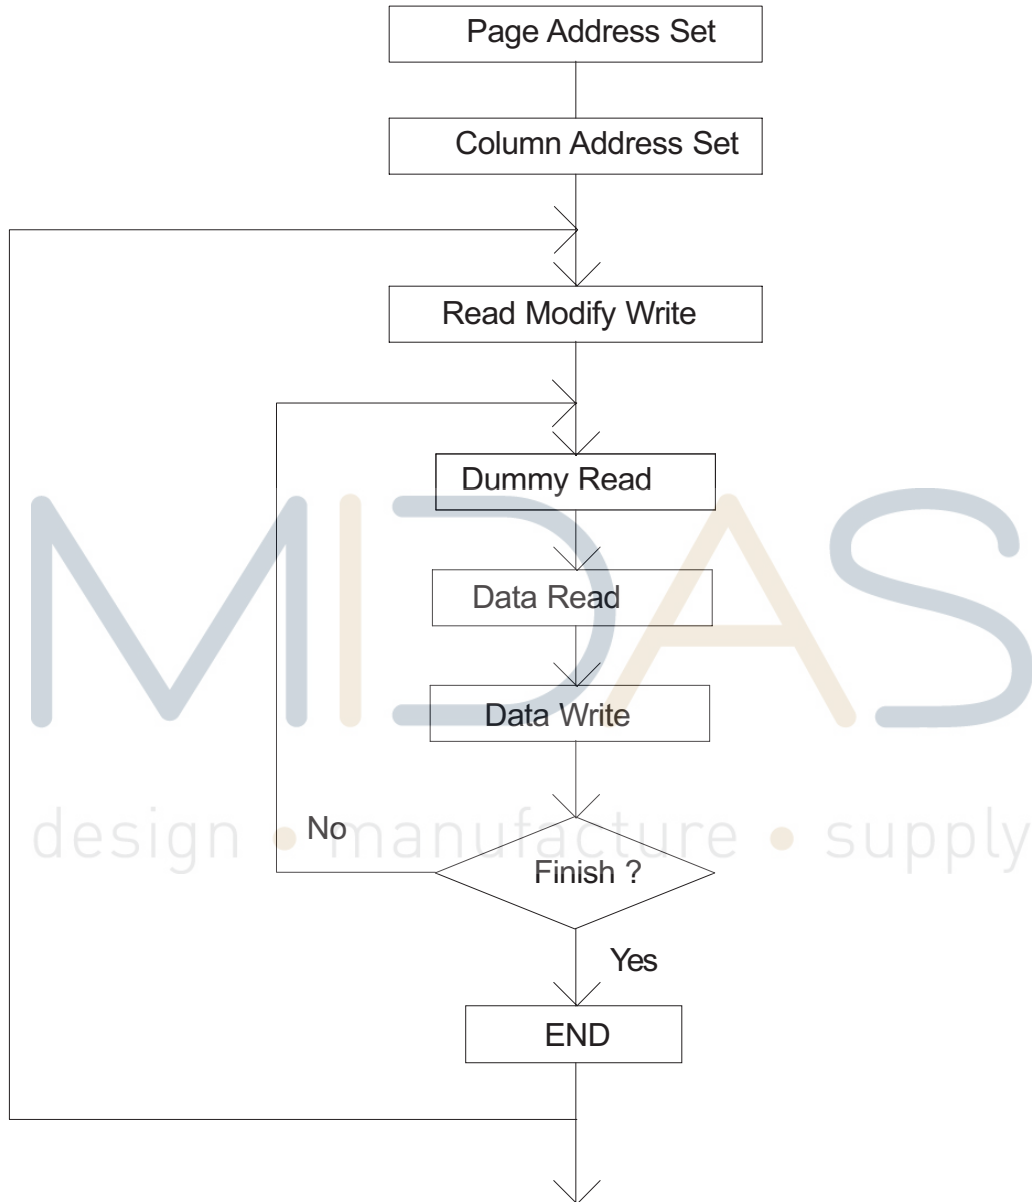 Page Address Set
Column Address Set
Read Modify Write
Dummy Read
Data Read
MIDAS
Data Write
No
design • manufacture • supply
Finish ?
Yes
END